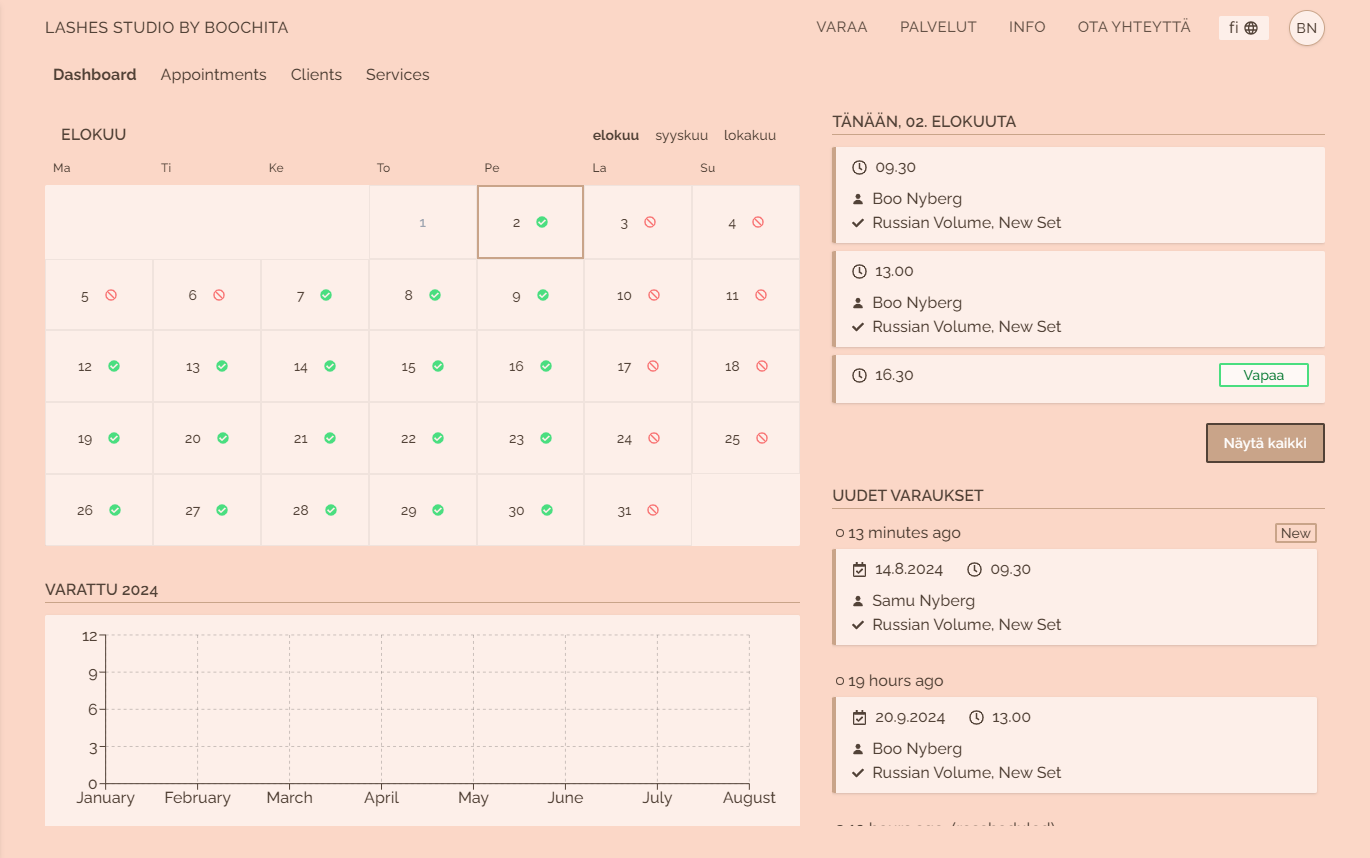 LASHES STUDIO BY BOOCHITA
VARAA PALVELUT INFO OTA YHTEYTTÄ fi BN
Dashboard Appointments Clients Services
ELOKUU
elokuu syyskuu lokakuu
Ma Ti Ke To Pe La Su
1 2 3 4
5 6 7 8 9 10 11
12 13 14 15 16 17 18
19 20 21 22 23 24 25
26 27 28 29 30 31
VARATTU 2024
12
9
6
3
0
January February March April May June July August
TÄNÄÄN, 02. ELOKUUTA
09.30
Boo Nyberg
Russian Volume, New Set
13.00
Boo Nyberg
Russian Volume, New Set
16.30 Vapaa
Näytä kaikki
UUDET VARAUKSET
13 minutes ago New
14.8.2024 09.30
Samu Nyberg
Russian Volume, New Set
19 hours ago
20.9.2024 13.00
Boo Nyberg
Russian Volume, New Set